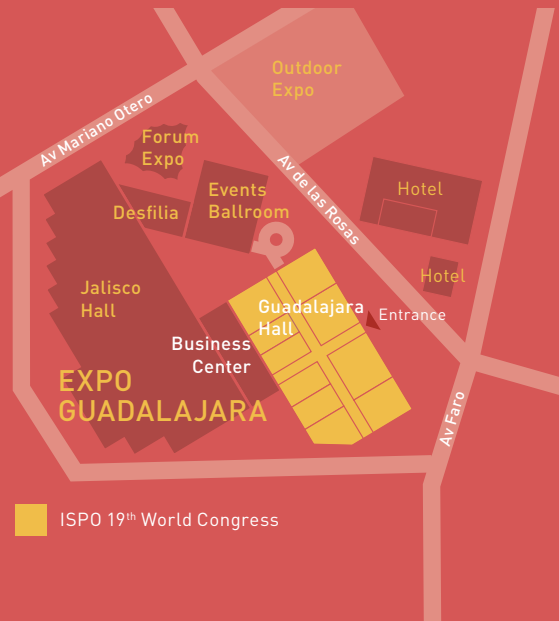 Outdoor
Expo
Av Mariano Otero
Forum
Expo
Av de las Rosas
Events
Ballroom
Hotel
Desfilia
Hotel
Jalisco
Hall
Guadalajara
Hall
Entrance
Business
Center
EXPO
GUADALAJARA
Av Faro
ISPO 19th World Congress